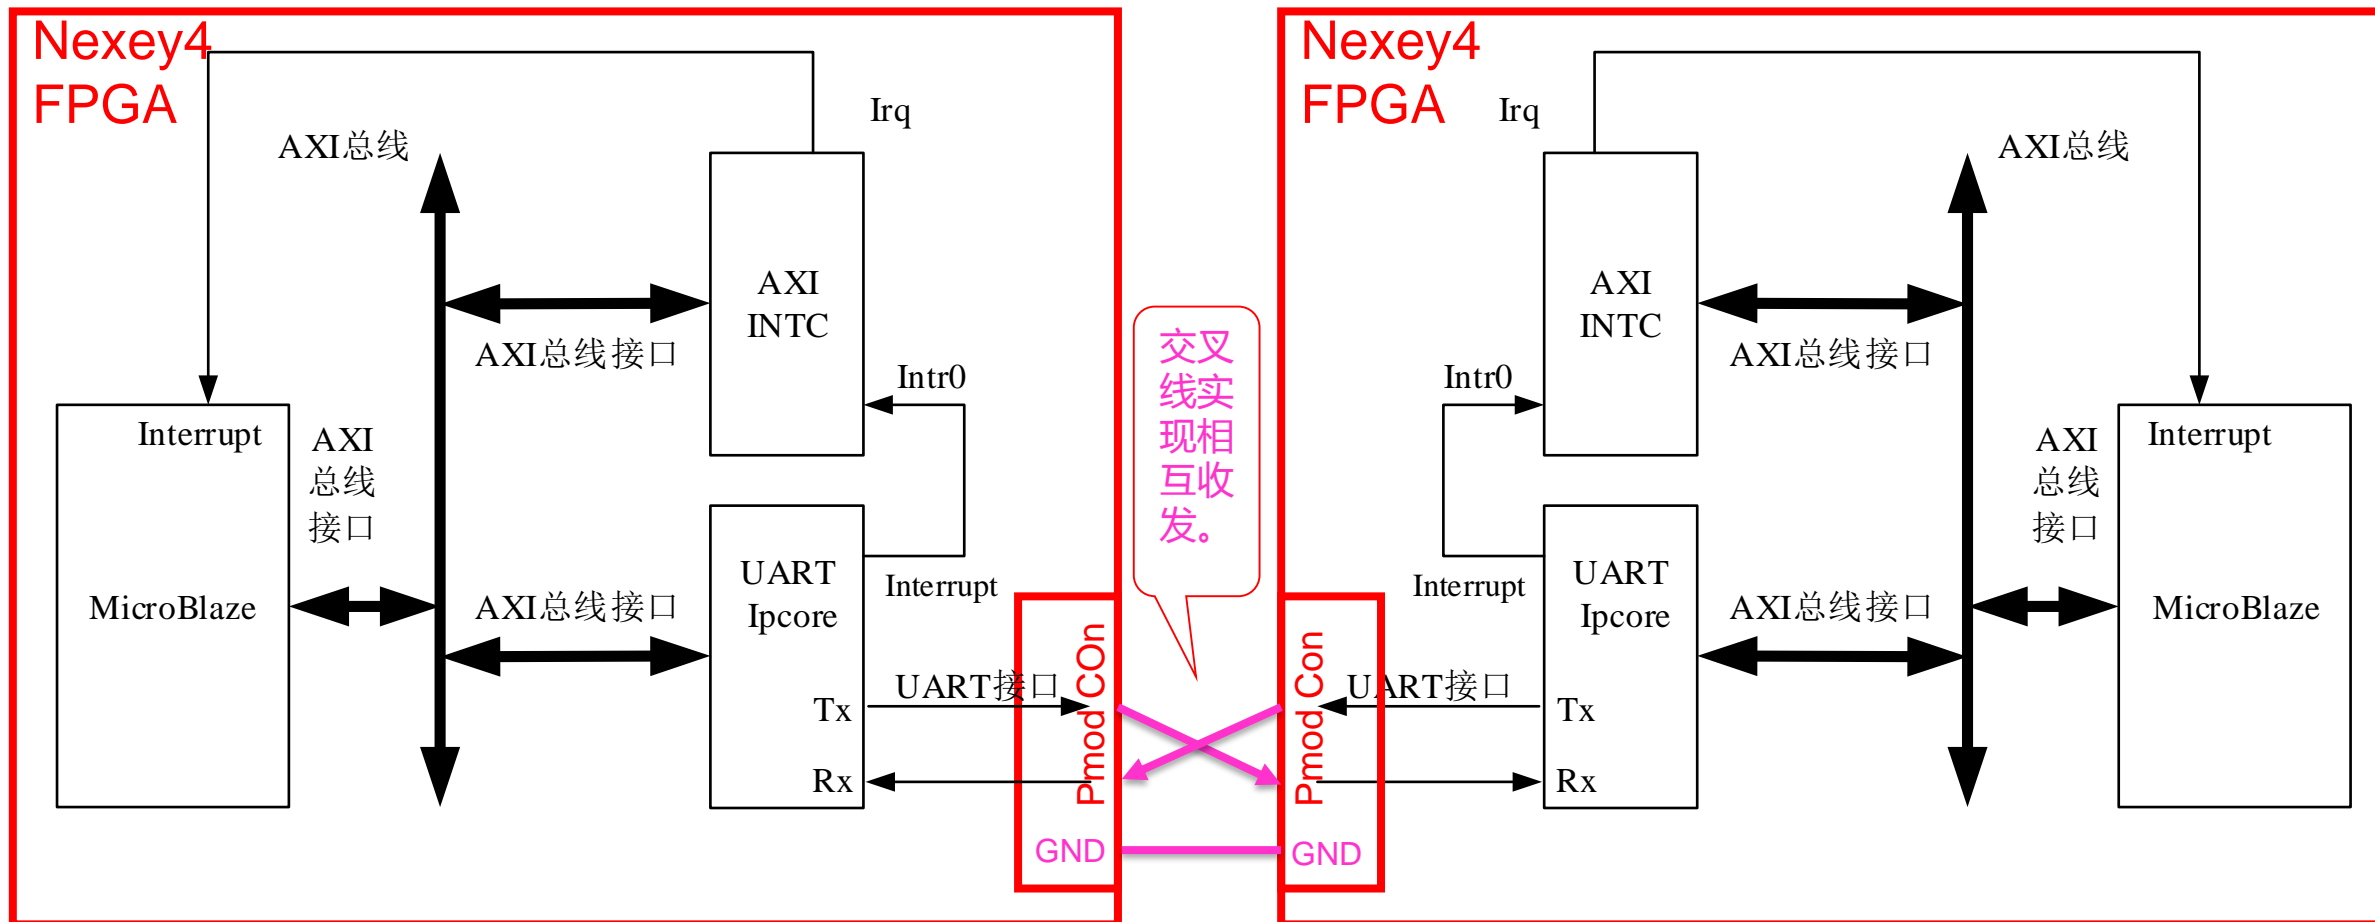 Nexey4
FPGA
Irq
AXI总线
AXI
INTC
AXI总线接口
Intr0
Interrupt
AXI
总线
接口
MicroBlaze
AXI总线接口
UART
Ipcore
Interrupt
UART接口
Tx
Rx
Pmod COn
GND
交叉
线实
现相
互收
发。
Nexey4
FPGA
Irq
AXI总线
AXI
INTC
AXI总线接口
Intr0
Interrupt
AXI
总线
接口
MicroBlaze
AXI总线接口
UART
Ipcore
Interrupt
UART接口
Tx
Rx
Pmod Con
GND